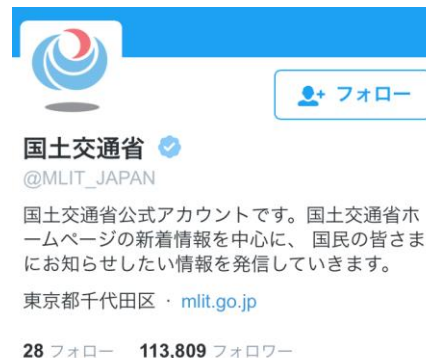 フォロー
国土交通省
@MLIT_JAPAN
国土交通省公式アカウントです。国土交通省ホ
ームページの新着情報を中心に、 国民の皆さま
にお知らせしたい情報を発信していきます。
東京都千代田区 · mlit.go.jp
28 フォロー 113,809 フォロワー